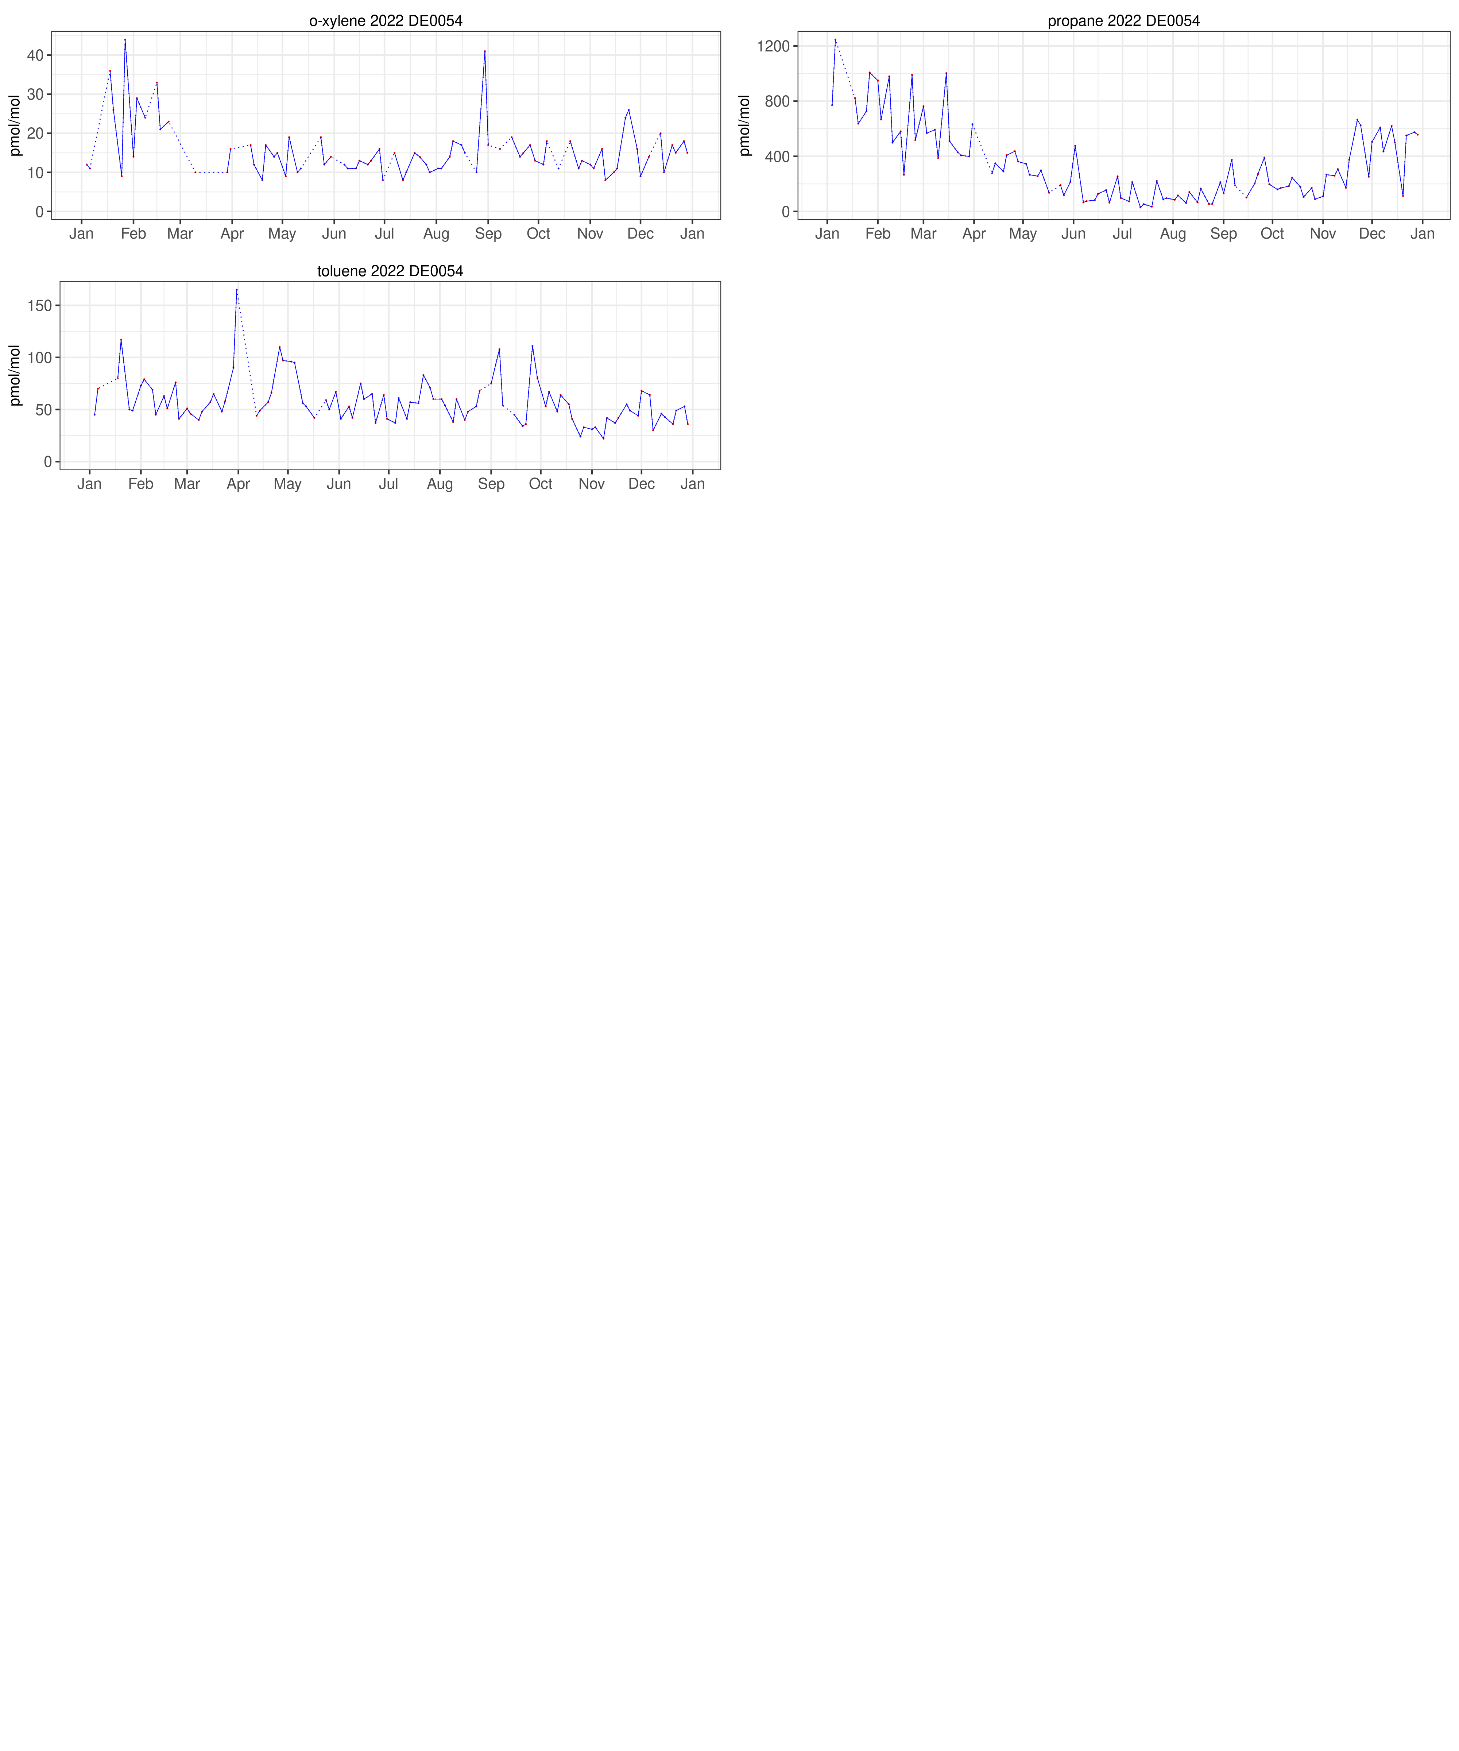 o-xylene 2022 DE0054
pmol/mol
40
30
20
10
0
Jan Feb Mar Apr May Jun Jul Aug Sep Oct Nov Dec Jan
propane 2022 DE0054
pmol/mol
1200
800
400
0
Jan Feb Mar Apr May Jun Jul Aug Sep Oct Nov Dec Jan
toluene 2022 DE0054
pmol/mol
150
100
50
0
Jan Feb Mar Apr May Jun Jul Aug Sep Oct Nov Dec Jan